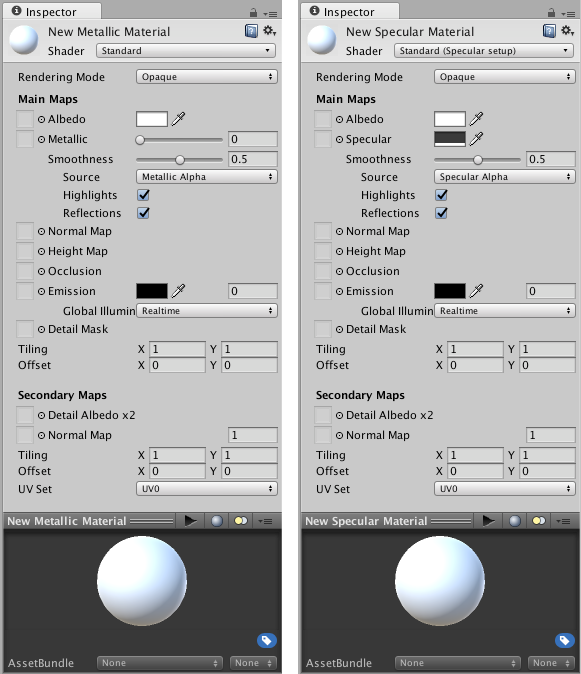 Inspector
New Metallic Material
Shader Standard
Rendering Mode Opaque
Main Maps
Albedo
Metallic 0
Smoothness 0.5
Source Metallic Alpha
Highlights
Reflections
Normal Map
Height Map
Occlusion
Emission 0
Global Illumin Realtime
Detail Mask
Tiling X 1 Y 1
Offset X 0 Y 0
Secondary Maps
Detail Albedo x2
Normal Map 1
Tiling X 1 Y 1
Offset X 0 Y 0
UV Set UV0
New Metallic Material
AssetBundle None None
Inspector
New Specular Material
Shader Standard (Specular setup)
Rendering Mode Opaque
Main Maps
Albedo
Specular
Smoothness 0.5
Source Specular Alpha
Highlights
Reflections
Normal Map
Height Map
Occlusion
Emission 0
Global Illumin Realtime
Detail Mask
Tiling X 1 Y 1
Offset X 0 Y 0
Secondary Maps
Detail Albedo x2
Normal Map 1
Tiling X 1 Y 1
Offset X 0 Y 0
UV Set UV0
New Specular Material
AssetBundle None None